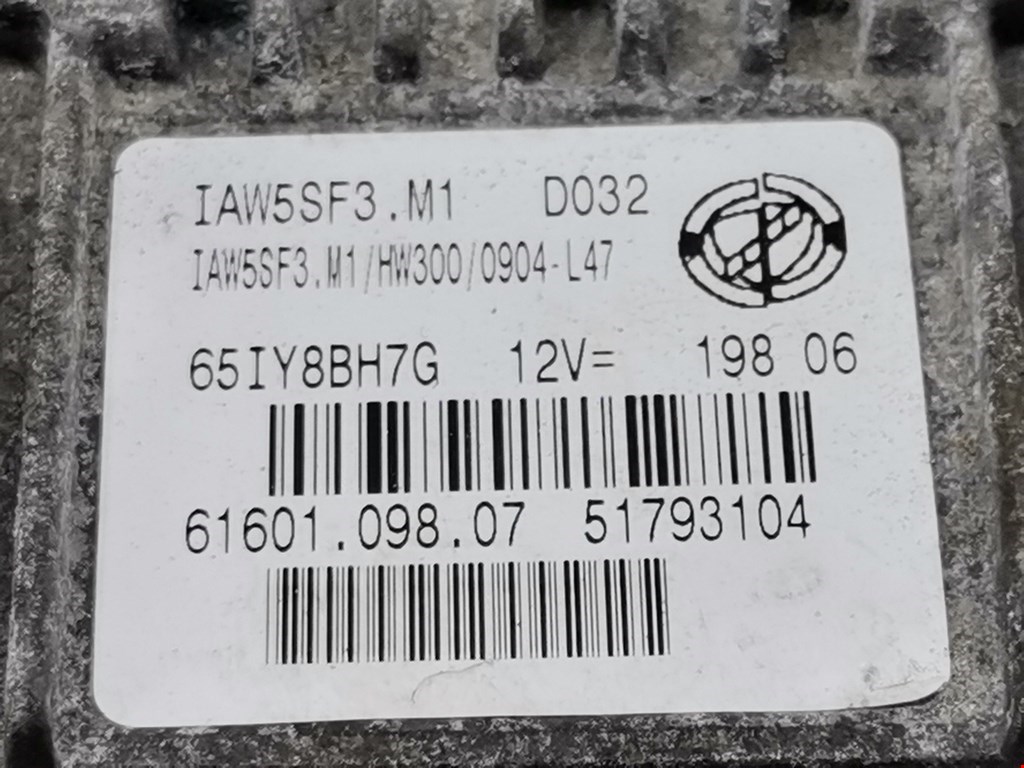 IAW5SF3.M1 D032
IAW5SF3.M1/HW300/0904-L47
65IY8BH7G 12V= 198 06
61601.098.07 51793104